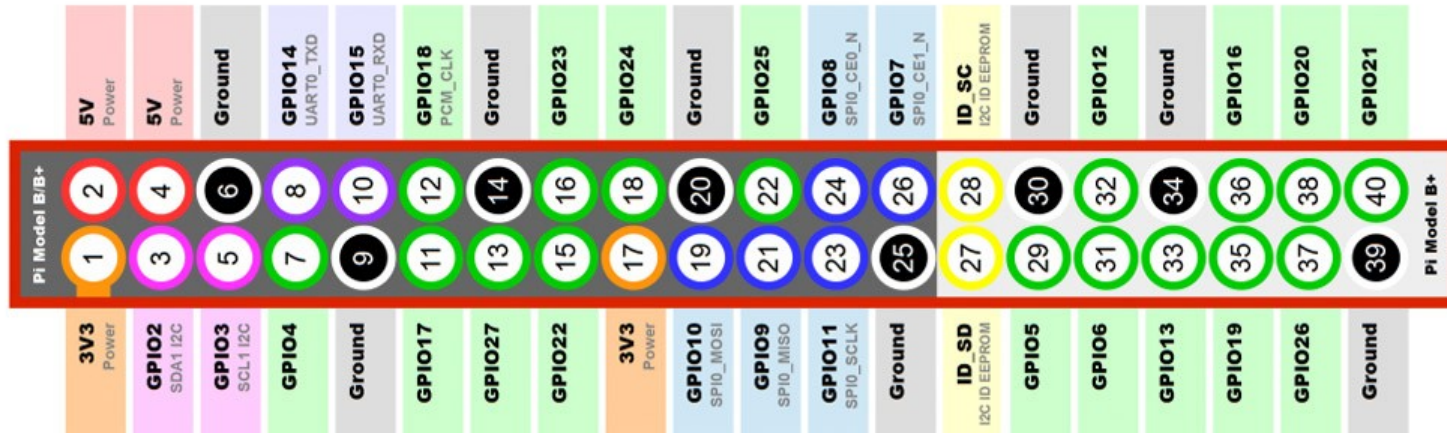 5V
Power
5V
Power
Ground
GPIO14
UART0_TXD
GPIO15
UART0_RXD
GPIO18
PCM_CLK
Ground
GPIO23
GPIO24
Ground
GPIO25
GPIO8
SPI0_CE0_N
GPIO7
SPI0_CE1_N
ID_SC
I2C ID EEPROM
Ground
GPIO12
Ground
GPIO16
GPIO20
GPIO21
Pi Model B/B+
2 4 6 8 10 12 14 16 18 20 22 24 26 28 30 32 34 36 38 40
1 3 5 7 9 11 13 15 17 19 21 23 25 27 29 31 33 35 37 39
Pi Model B+
3V3
Power
GPIO2
SDA1 I2C
GPIO3
SCL1 I2C
GPIO4
Ground
GPIO17
GPIO27
GPIO22
3V3
Power
GPIO10
SPI0_MOSI
GPIO9
SPI0_MISO
GPIO11
SPI0_SCLK
Ground
ID_SD
I2C ID EEPROM
GPIO5
GPIO6
GPIO13
GPIO19
GPIO26
Ground